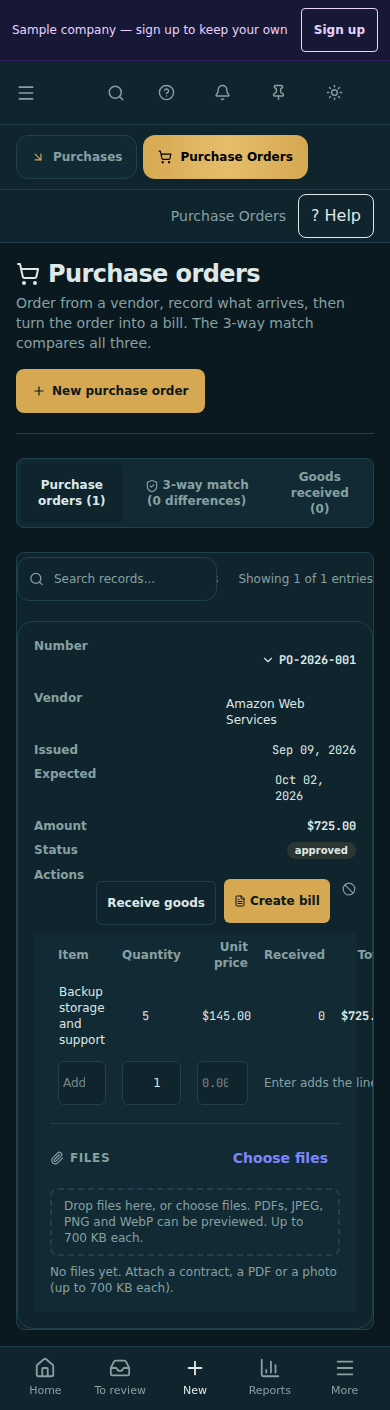 Sample company — sign up to keep your own
Sign up
Purchases
Purchase Orders
Purchase Orders
? Help
Purchase orders
Order from a vendor, record what arrives, then
turn the order into a bill. The 3-way match
compares all three.
+ New purchase order
Purchase
orders (1)
3-way match
(0 differences)
Goods
received
(0)
Search records...
Showing 1 of 1 entries
Number
PO-2026-001
Vendor
Amazon Web
Services
Issued
Sep 09, 2026
Expected
Oct 02,
2026
Amount
$725.00
Status
approved
Actions
Receive goods
Create bill
Item
Quantity
Unit
price
Received
Backup
storage
and
support
5
$145.00
0
$725.
Add
1
0.00
Enter adds the line
FILES
Choose files
Drop files here, or choose files. PDFs, JPEG,
PNG and WebP can be previewed. Up to
700 KB each.
No files yet. Attach a contract, a PDF or a photo
(up to 700 KB each).
Home
To review
New
Reports
More